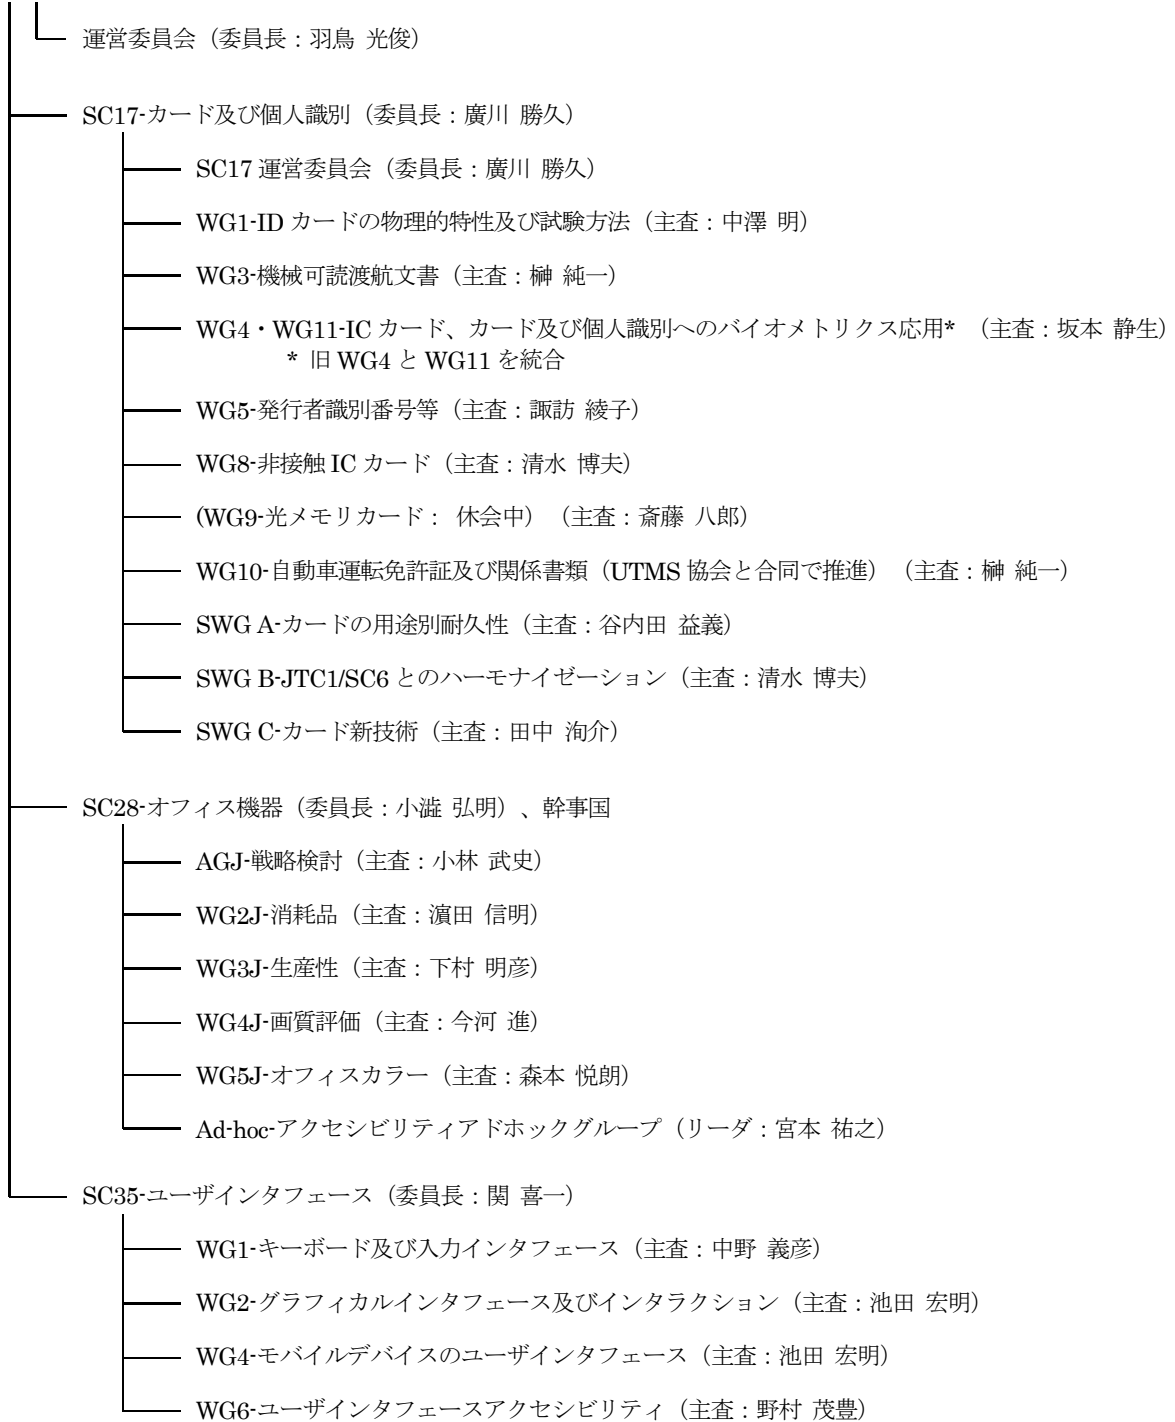 運営委員会（委員長：羽鳥 光俊）
SC17-カード及び個人識別（委員長：廣川 勝久）
SC17 運営委員会（委員長：廣川 勝久）
WG1-ID カードの物理的特性及び試験方法（主査：中澤 明）
WG3-機械可読渡航文書（主査：榊 純一）
WG4・WG11-IC カード、カード及び個人識別へのバイオメトリクス応用* （主査：坂本 静生）
* 旧 WG4 と WG11 を統合
WG5-発行者識別番号等（主査：諏訪 綾子）
WG8-非接触 IC カード（主査：清水 博夫）
(WG9-光メモリカード： 休会中）（主査：斎藤 八郎）
WG10-自動車運転免許証及び関係書類（UTMS 協会と合同で推進）（主査：榊 純一）
SWG A-カードの用途別耐久性（主査：谷内田 益義）
SWG B-JTC1/SC6 とのハーモナイゼーション（主査：清水 博夫）
SWG C-カード新技術（主査：田中 洵介）
SC28-オフィス機器（委員長：小澁 弘明）、幹事国
AGJ-戦略検討（主査：小林 武史）
WG2J-消耗品（主査：濵田 信明）
WG3J-生産性（主査：下村 明彦）
WG4J-画質評価（主査：今河 進）
WG5J-オフィスカラー（主査：森本 悦朗）
Ad-hoc-アクセシビリティアドホックグループ（リーダ：宮本 祐之）
SC35-ユーザインタフェース（委員長：関 喜一）
WG1-キーボード及び入力インタフェース（主査：中野 義彦）
WG2-グラフィカルインタフェース及びインタラクション（主査：池田 宏明）
WG4-モバイルデバイスのユーザインタフェース（主査：池田 宏明）
WG6-ユーザインタフェースアクセシビリティ（主査：野村 茂豊）